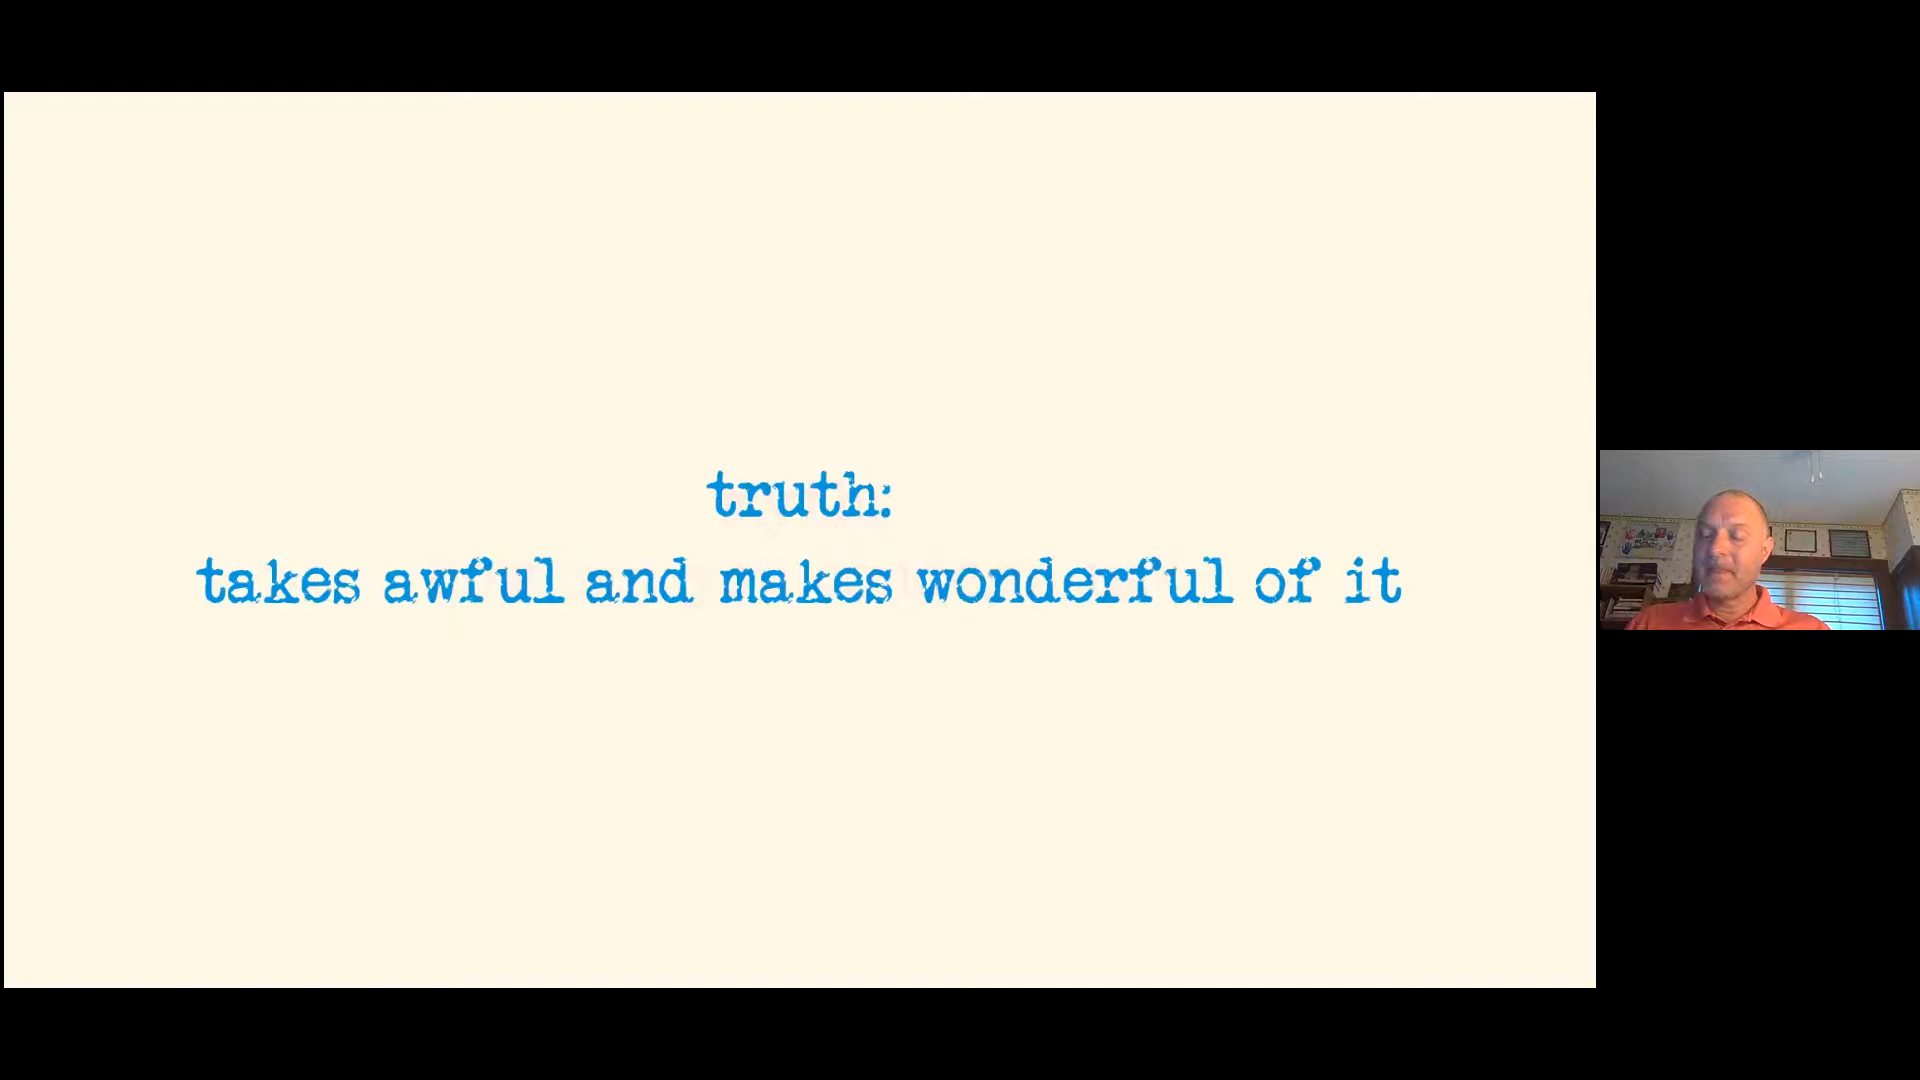 truth:
takes awful and makes wonderful of it